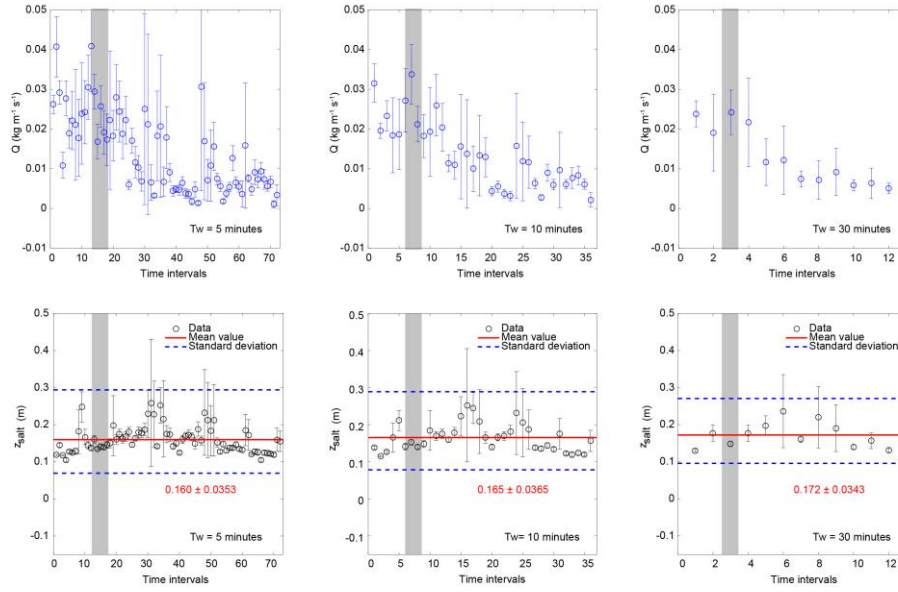 0.05
0.04
0.03
0.02
0.01
0
-0.01
Q (kg m⁻¹ s⁻¹)
Tw = 5 minutes
0 10 20 30 40 50 60 70
Time intervals
0.05
0.04
0.03
0.02
0.01
0
-0.01
Q (kg m⁻¹ s⁻¹)
Tw = 10 minutes
0 5 10 15 20 25 30 35
Time intervals
0.05
0.04
0.03
0.02
0.01
0
-0.01
Q (kg m⁻¹ s⁻¹)
Tw = 30 minutes
0 2 4 6 8 10 12
Time intervals
0.5
0.4
0.3
0.2
0.1
0
-0.1
z_salt (m)
Data
Mean value
Standard deviation
0.160 ± 0.0353
Tw = 5 minutes
0 10 20 30 40 50 60 70
Time intervals
0.5
0.4
0.3
0.2
0.1
0
-0.1
z_salt (m)
Data
Mean value
Standard deviation
0.165 ± 0.0365
Tw= 10 minutes
0 5 10 15 20 25 30 35
Time intervals
0.5
0.4
0.3
0.2
0.1
0
-0.1
z_salt (m)
Data
Mean value
Standard deviation
0.172 ± 0.0343
Tw= 30 minutes
0 2 4 6 8 10 12
Time intervals